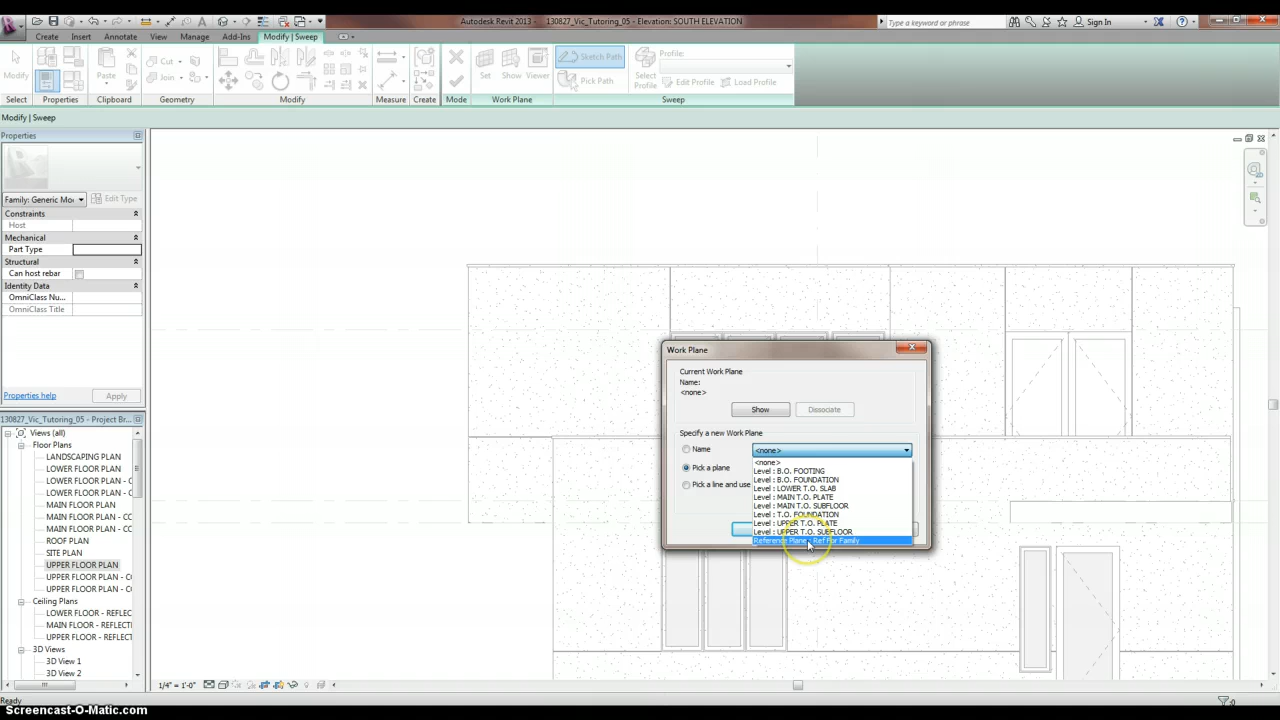 Autodesk Revit 2013 - 130827_Vic_Tutoring_05 - Elevation: SOUTH ELEVATION
Type a keyword or phrase
Sign In
Create
Insert
Annotate
View
Manage
Add-Ins
Modify | Sweep
Modify
Paste
Cut
Join
Set
Show
Viewer
Sketch Path
Pick Path
Select Profile
Profile:
Edit Profile
Load Profile
Select
Properties
Clipboard
Geometry
Modify
Measure
Create
Mode
Work Plane
Sweep
Modify | Sweep
Properties
Family: Generic Mo
Edit Type
Constraints
Host
Mechanical
Part Type
Structural
Can host rebar
Identity Data
OmniClass Nu...
OmniClass Title
Properties help
Apply
130827_Vic_Tutoring_05 - Project Br...
Views (all)
Floor Plans
LANDSCAPING PLAN
LOWER FLOOR PLAN
LOWER FLOOR PLAN - C
LOWER FLOOR PLAN - C
MAIN FLOOR PLAN
MAIN FLOOR PLAN - CO
MAIN FLOOR PLAN - CO
ROOF PLAN
SITE PLAN
UPPER FLOOR PLAN
UPPER FLOOR PLAN - C
UPPER FLOOR PLAN - C
Ceiling Plans
LOWER FLOOR - REFLE
MAIN FLOOR - REFLECT
UPPER FLOOR - REFLEC
3D Views
3D View 1
3D View 2
Work Plane
Current Work Plane
Name:
<none>
Show
Dissociate
Specify a new Work Plane
Name
<none>
Pick a plane
Pick a line and use
<none>
Level : B.O. FOOTING
Level : B.O. FOUNDATION
Level : LOWER T.O. SLAB
Level : MAIN T.O. PLATE
Level : MAIN T.O. SUBFLOOR
Level : T.O. FOUNDATION
Level : UPPER T.O. PLATE
Level : UPPER T.O. SUBFLOOR
Reference Plane : Ref For Family
1/4" = 1'-0"
Ready
:0
Screencast-O-Matic.com